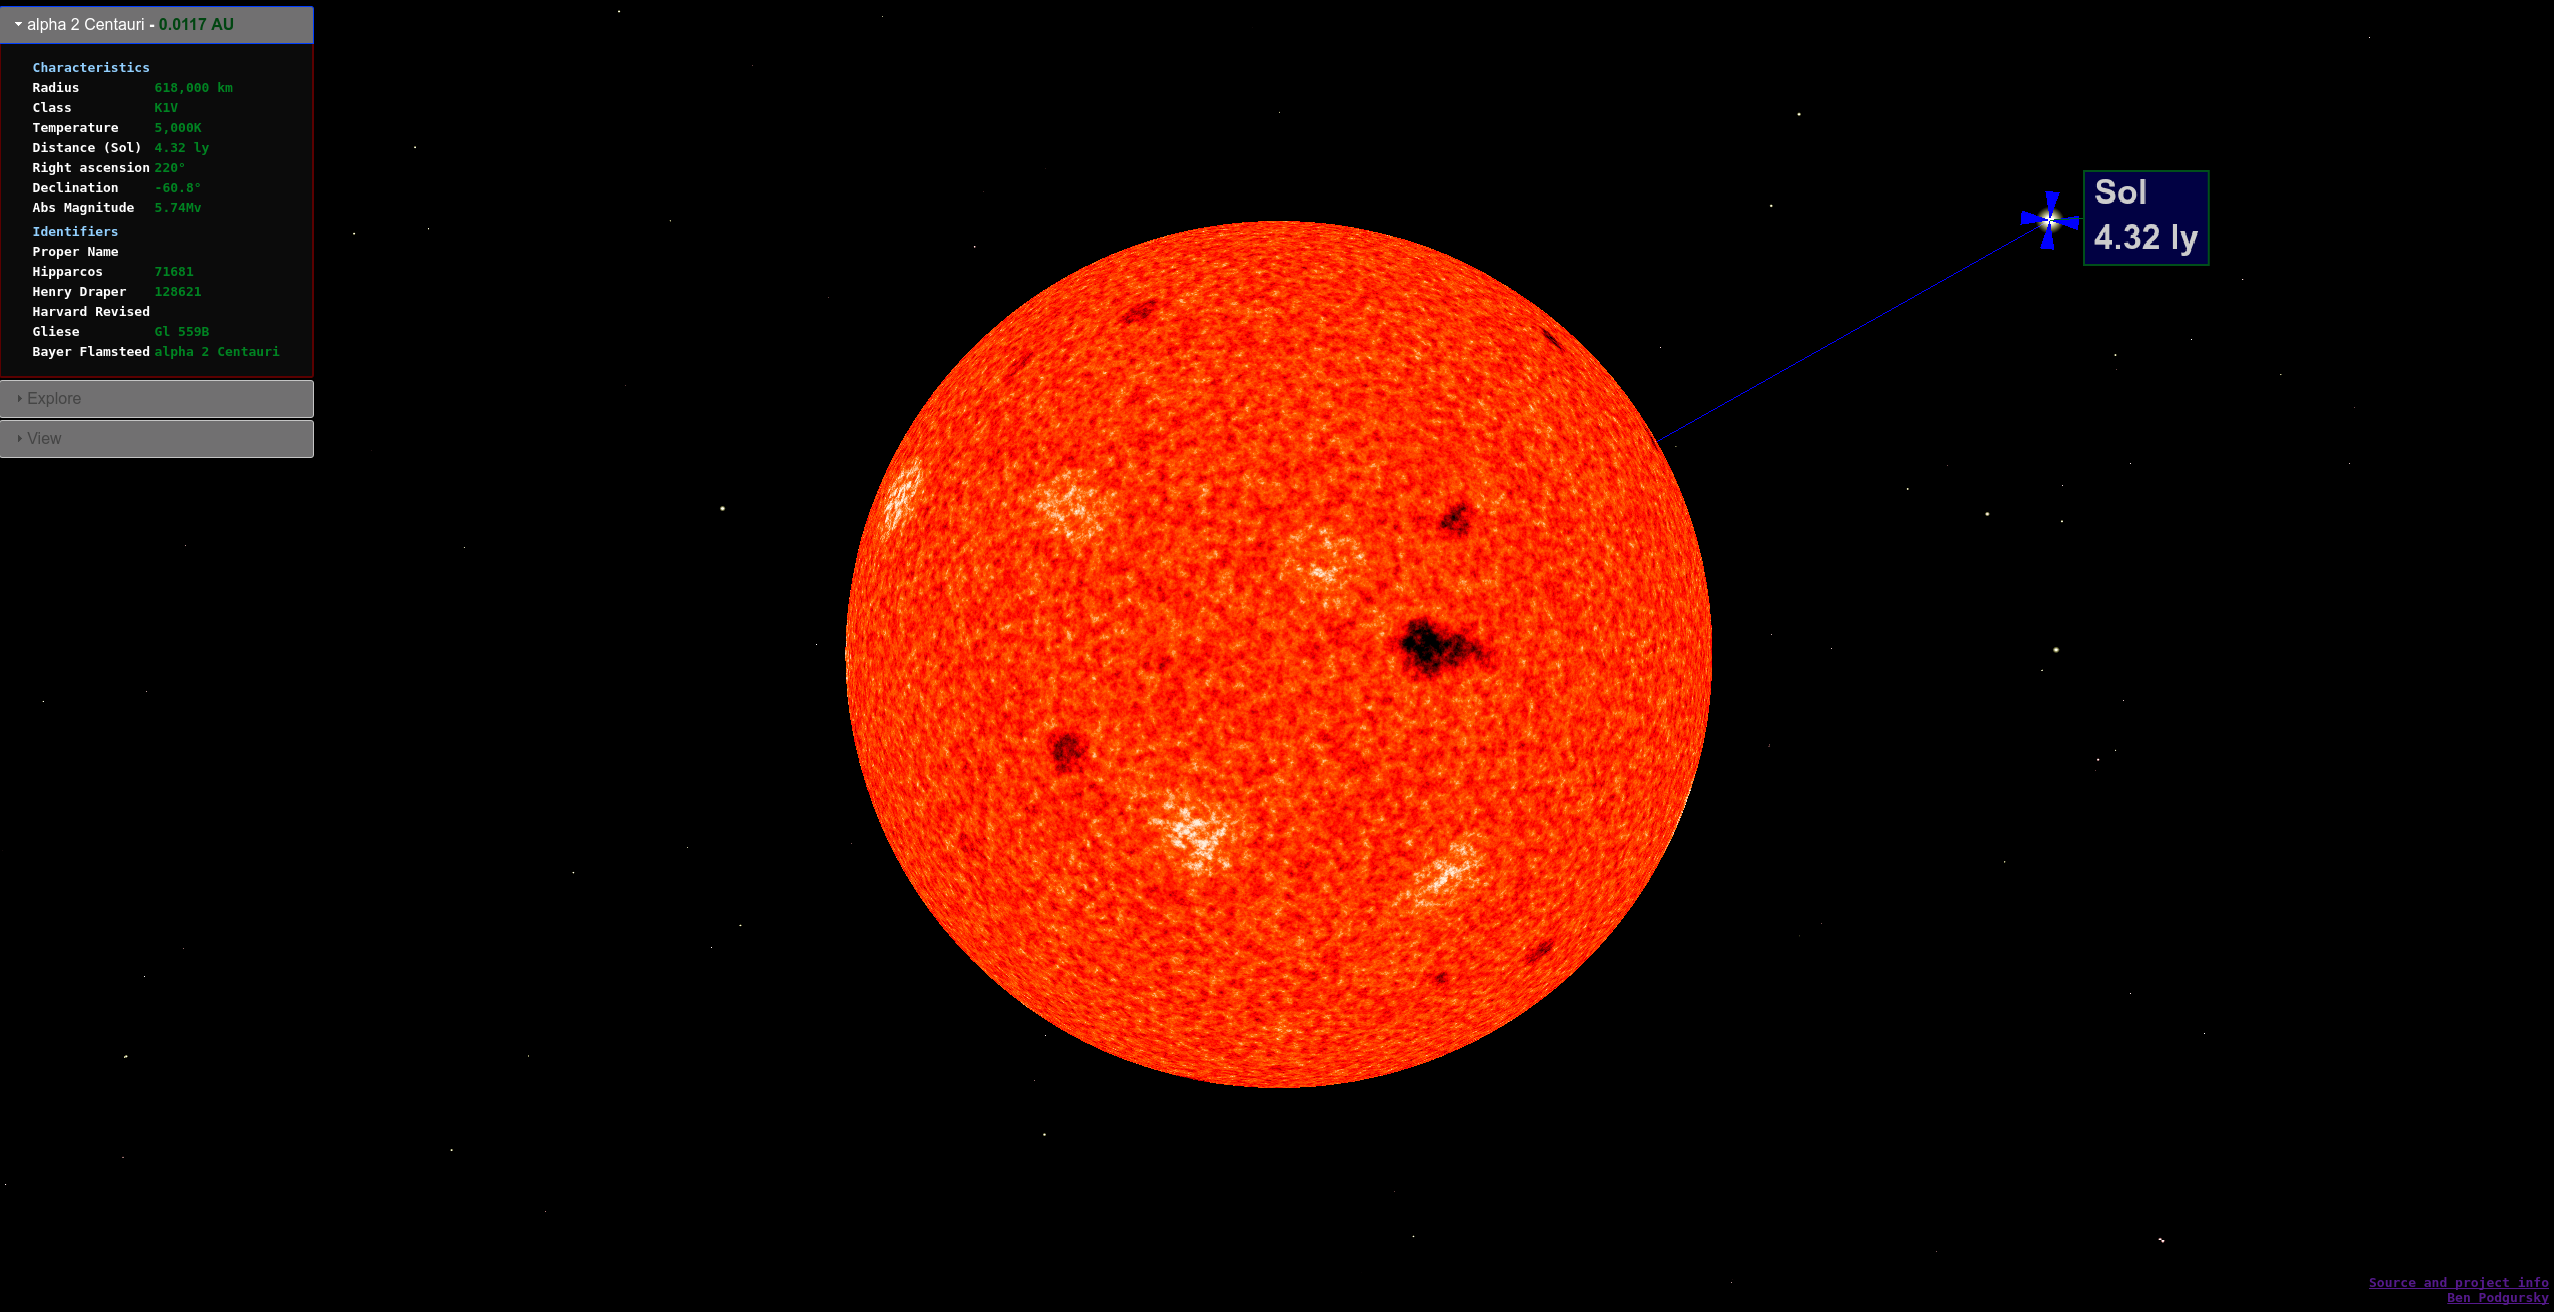 alpha 2 Centauri - 0.0117 AU
Characteristics
Radius 618,000 km
Class K1V
Temperature 5,000K
Distance (Sol) 4.32 ly
Right ascension 220°
Declination -60.8°
Abs Magnitude 5.74Mv
Identifiers
Proper Name
Hipparcos 71681
Henry Draper 128621
Harvard Revised
Gliese Gl 559B
Bayer Flamsteed alpha 2 Centauri
Explore
View
Sol
4.32 ly
Source and project info
Ben Podgursky